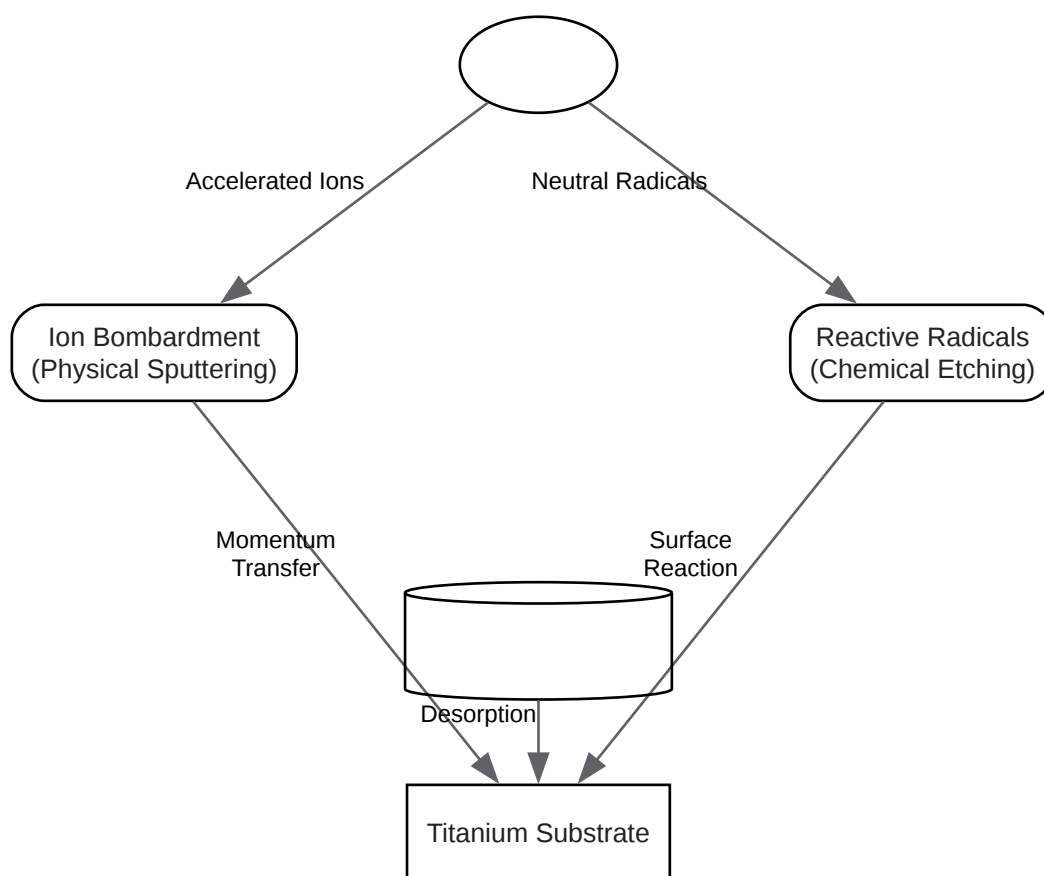 Accelerated Ions
Neutral Radicals
Ion Bombardment
(Physical Sputtering)
Reactive Radicals
(Chemical Etching)
Momentum
Transfer
Surface
Reaction
Desorption
Titanium Substrate